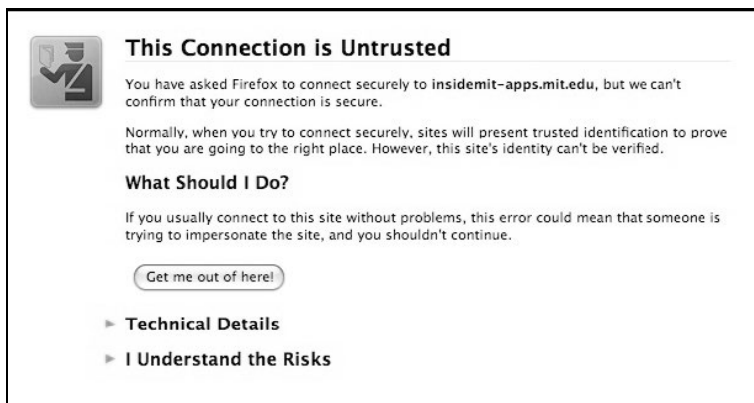 This Connection is Untrusted
You have asked Firefox to connect securely to insidemit-apps.mit.edu, but we can't
confirm that your connection is secure.
Normally, when you try to connect securely, sites will present trusted identification to prove
that you are going to the right place. However, this site's identity can't be verified.
What Should I Do?
If you usually connect to this site without problems, this error could mean that someone is
trying to impersonate the site, and you shouldn't continue.
Get me out of here!
Technical Details
I Understand the Risks